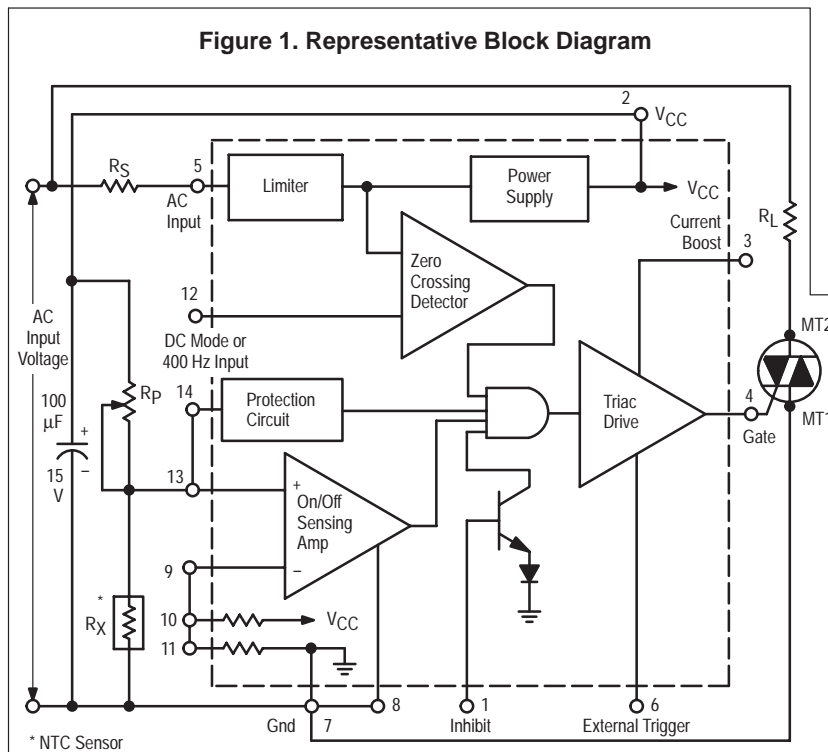 Figure 1. Representative Block Diagram
2
VCC
RS
5
Limiter
Power
Supply
VCC
AC
Input
Current
Boost
3
RL
Zero
Crossing
Detector
12
AC
Input
Voltage
DC Mode or
400 Hz Input
MT2
14
Protection
Circuit
RP
100
μF
+
–
15
V
Triac
Drive
4
Gate
MT1
13
+
On/Off
Sensing
Amp
–
9
*
RX
10
VCC
11
Gnd
7
8
1
Inhibit
6
External Trigger
* NTC Sensor